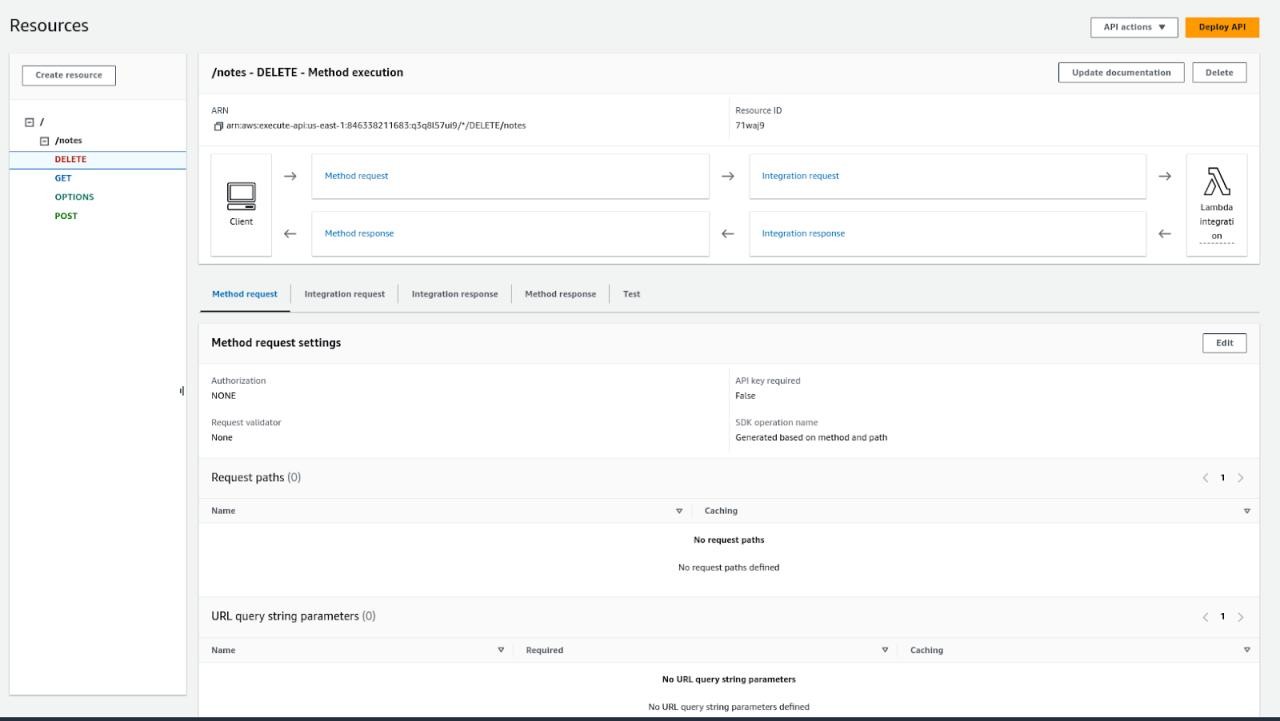 Resources
API actions ▼
Deploy API
Create resource
/
/notes
DELETE
GET
OPTIONS
POST
/notes - DELETE - Method execution
Update documentation
Delete
ARN
arn:aws:execute-api:us-east-1:846338211683:q3q8l57ui9/*/DELETE/notes
Resource ID
71waj9
Client
Method request
Integration request
Method response
Integration response
Lambda
integrati
on
Method request
Integration request
Integration response
Method response
Test
Method request settings
Edit
Authorization
NONE
API key required
False
Request validator
None
SDK operation name
Generated based on method and path
Request paths (0)
1
Name
Caching
No request paths
No request paths defined
URL query string parameters (0)
1
Name
Required
Caching
No URL query string parameters
No URL query string parameters defined